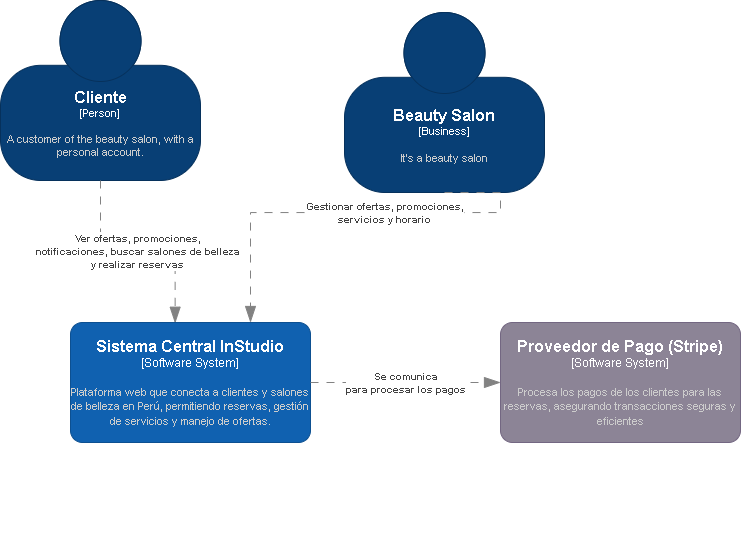 Cliente
[Person]
A customer of the beauty salon, with a
personal account.
Beauty Salon
[Business]
It's a beauty salon
Gestionar ofertas, promociones,
servicios y horario
Ver ofertas, promociones,
notificaciones, buscar salones de belleza
y realizar reservas
Sistema Central InStudio
[Software System]
Plataforma web que conecta a clientes y salones
de belleza en Perú, permitiendo reservas, gestión
de servicios y manejo de ofertas.
Se comunica
para procesar los pagos
Proveedor de Pago (Stripe)
[Software System]
Procesa los pagos de los clientes para las
reservas, asegurando transacciones seguras y
eficientes